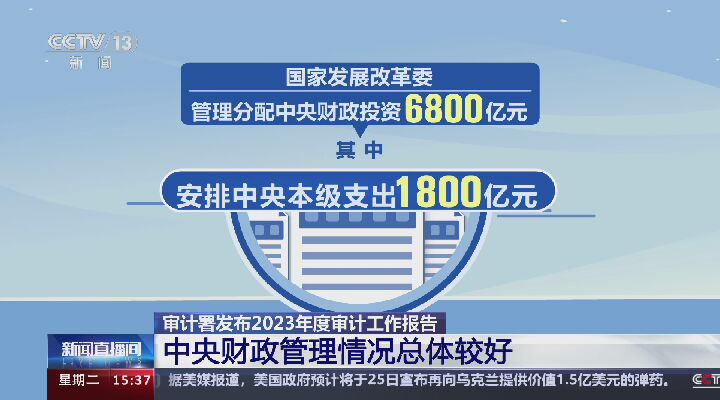 CCTV 13
新闻
国家发展改革委
管理分配中央财政投资6800亿元
其中
安排中央本级支出1800亿元
审计署发布2023年度审计工作报告
新闻直播间
中央财政管理情况总体较好
星期二 15:37 据美媒报道，美国政府预计将于25日宣布再向乌克兰提供价值1.5亿美元的弹药。